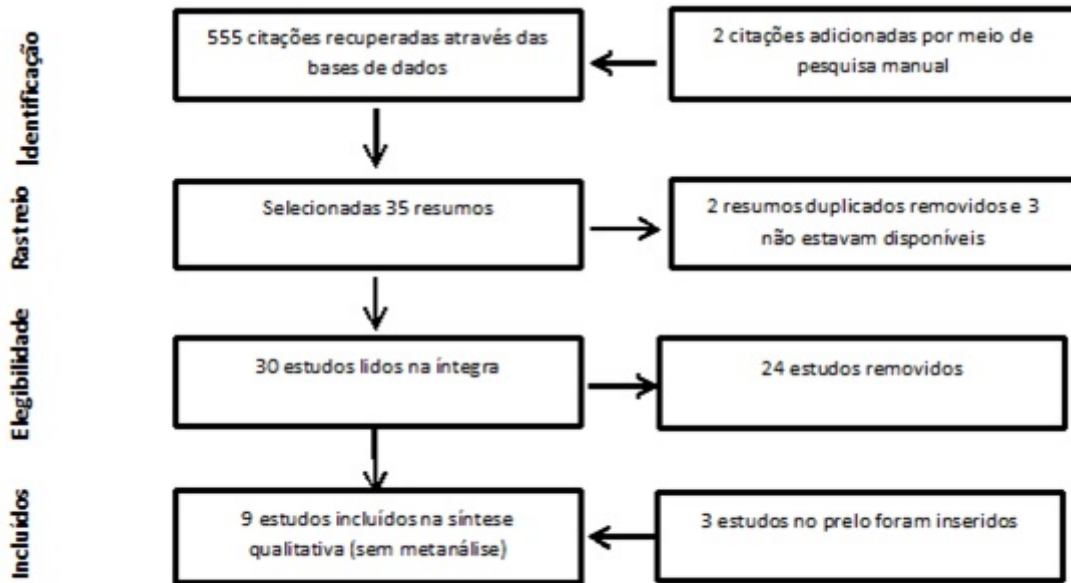 Identificação
555 citações recuperadas através das
bases de dados
2 citações adicionadas por meio de
pesquisa manual
Rastreio
Selecionadas 35 resumos
2 resumos duplicados removidos e 3
não estavam disponíveis
Elegibilidade
30 estudos lidos na íntegra
24 estudos removidos
Incluídos
9 estudos incluídos na síntese
qualitativa (sem metanálise)
3 estudos no prelo foram inseridos